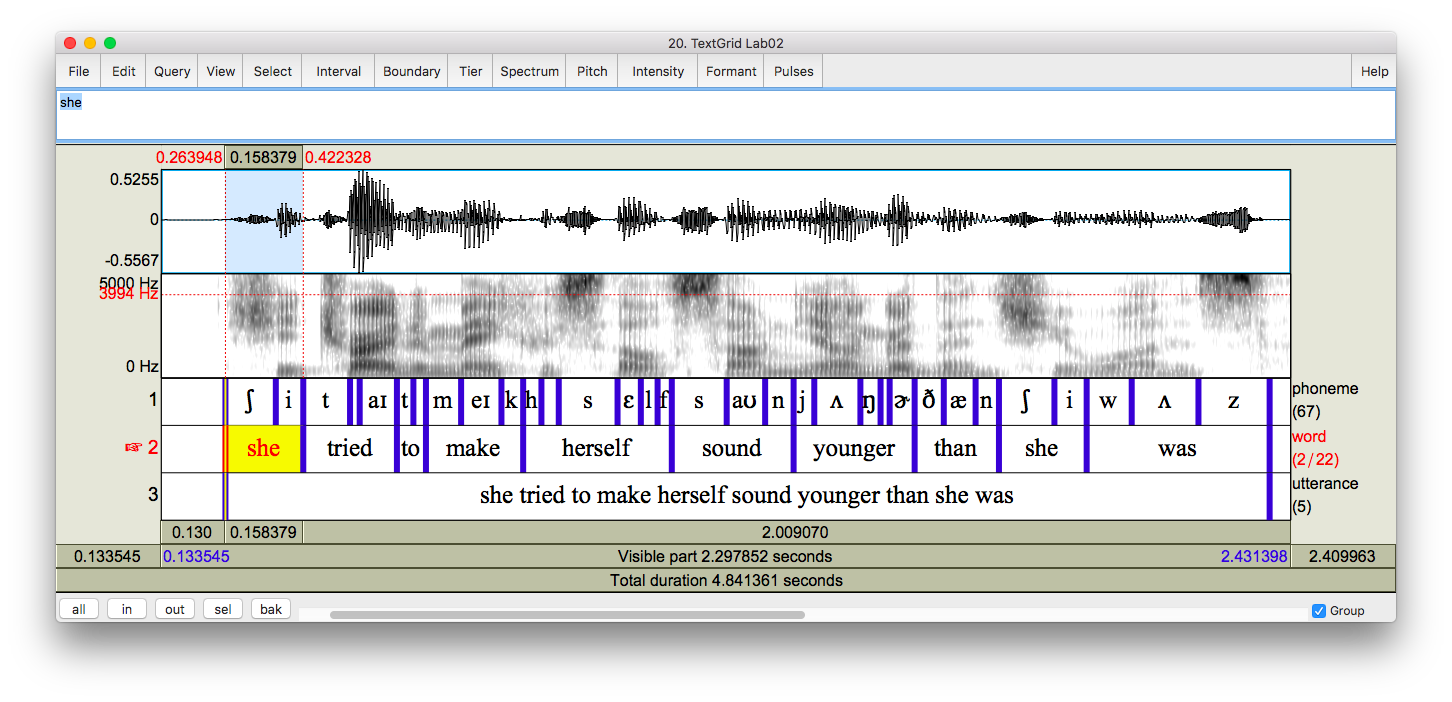 20. TextGrid Lab02
File Edit Query View Select Interval Boundary Tier Spectrum Pitch Intensity Formant Pulses Help
she
0.263948 0.158379 0.422328
0.5255
0
-0.5567
5000 Hz
3994 Hz
0 Hz
1 ʃ i t aɪ t m eɪ k h s ɛ l f s aʊ n j ʌ ŋ ɚ ð æ n ʃ i w ʌ z phoneme (67)
☞ 2 she tried to make herself sound younger than she was word (2/22)
3 she tried to make herself sound younger than she was utterance (5)
0.130 0.158379 2.009070
0.133545 0.133545 Visible part 2.297852 seconds 2.431398 2.409963
Total duration 4.841361 seconds
all in out sel bak Group